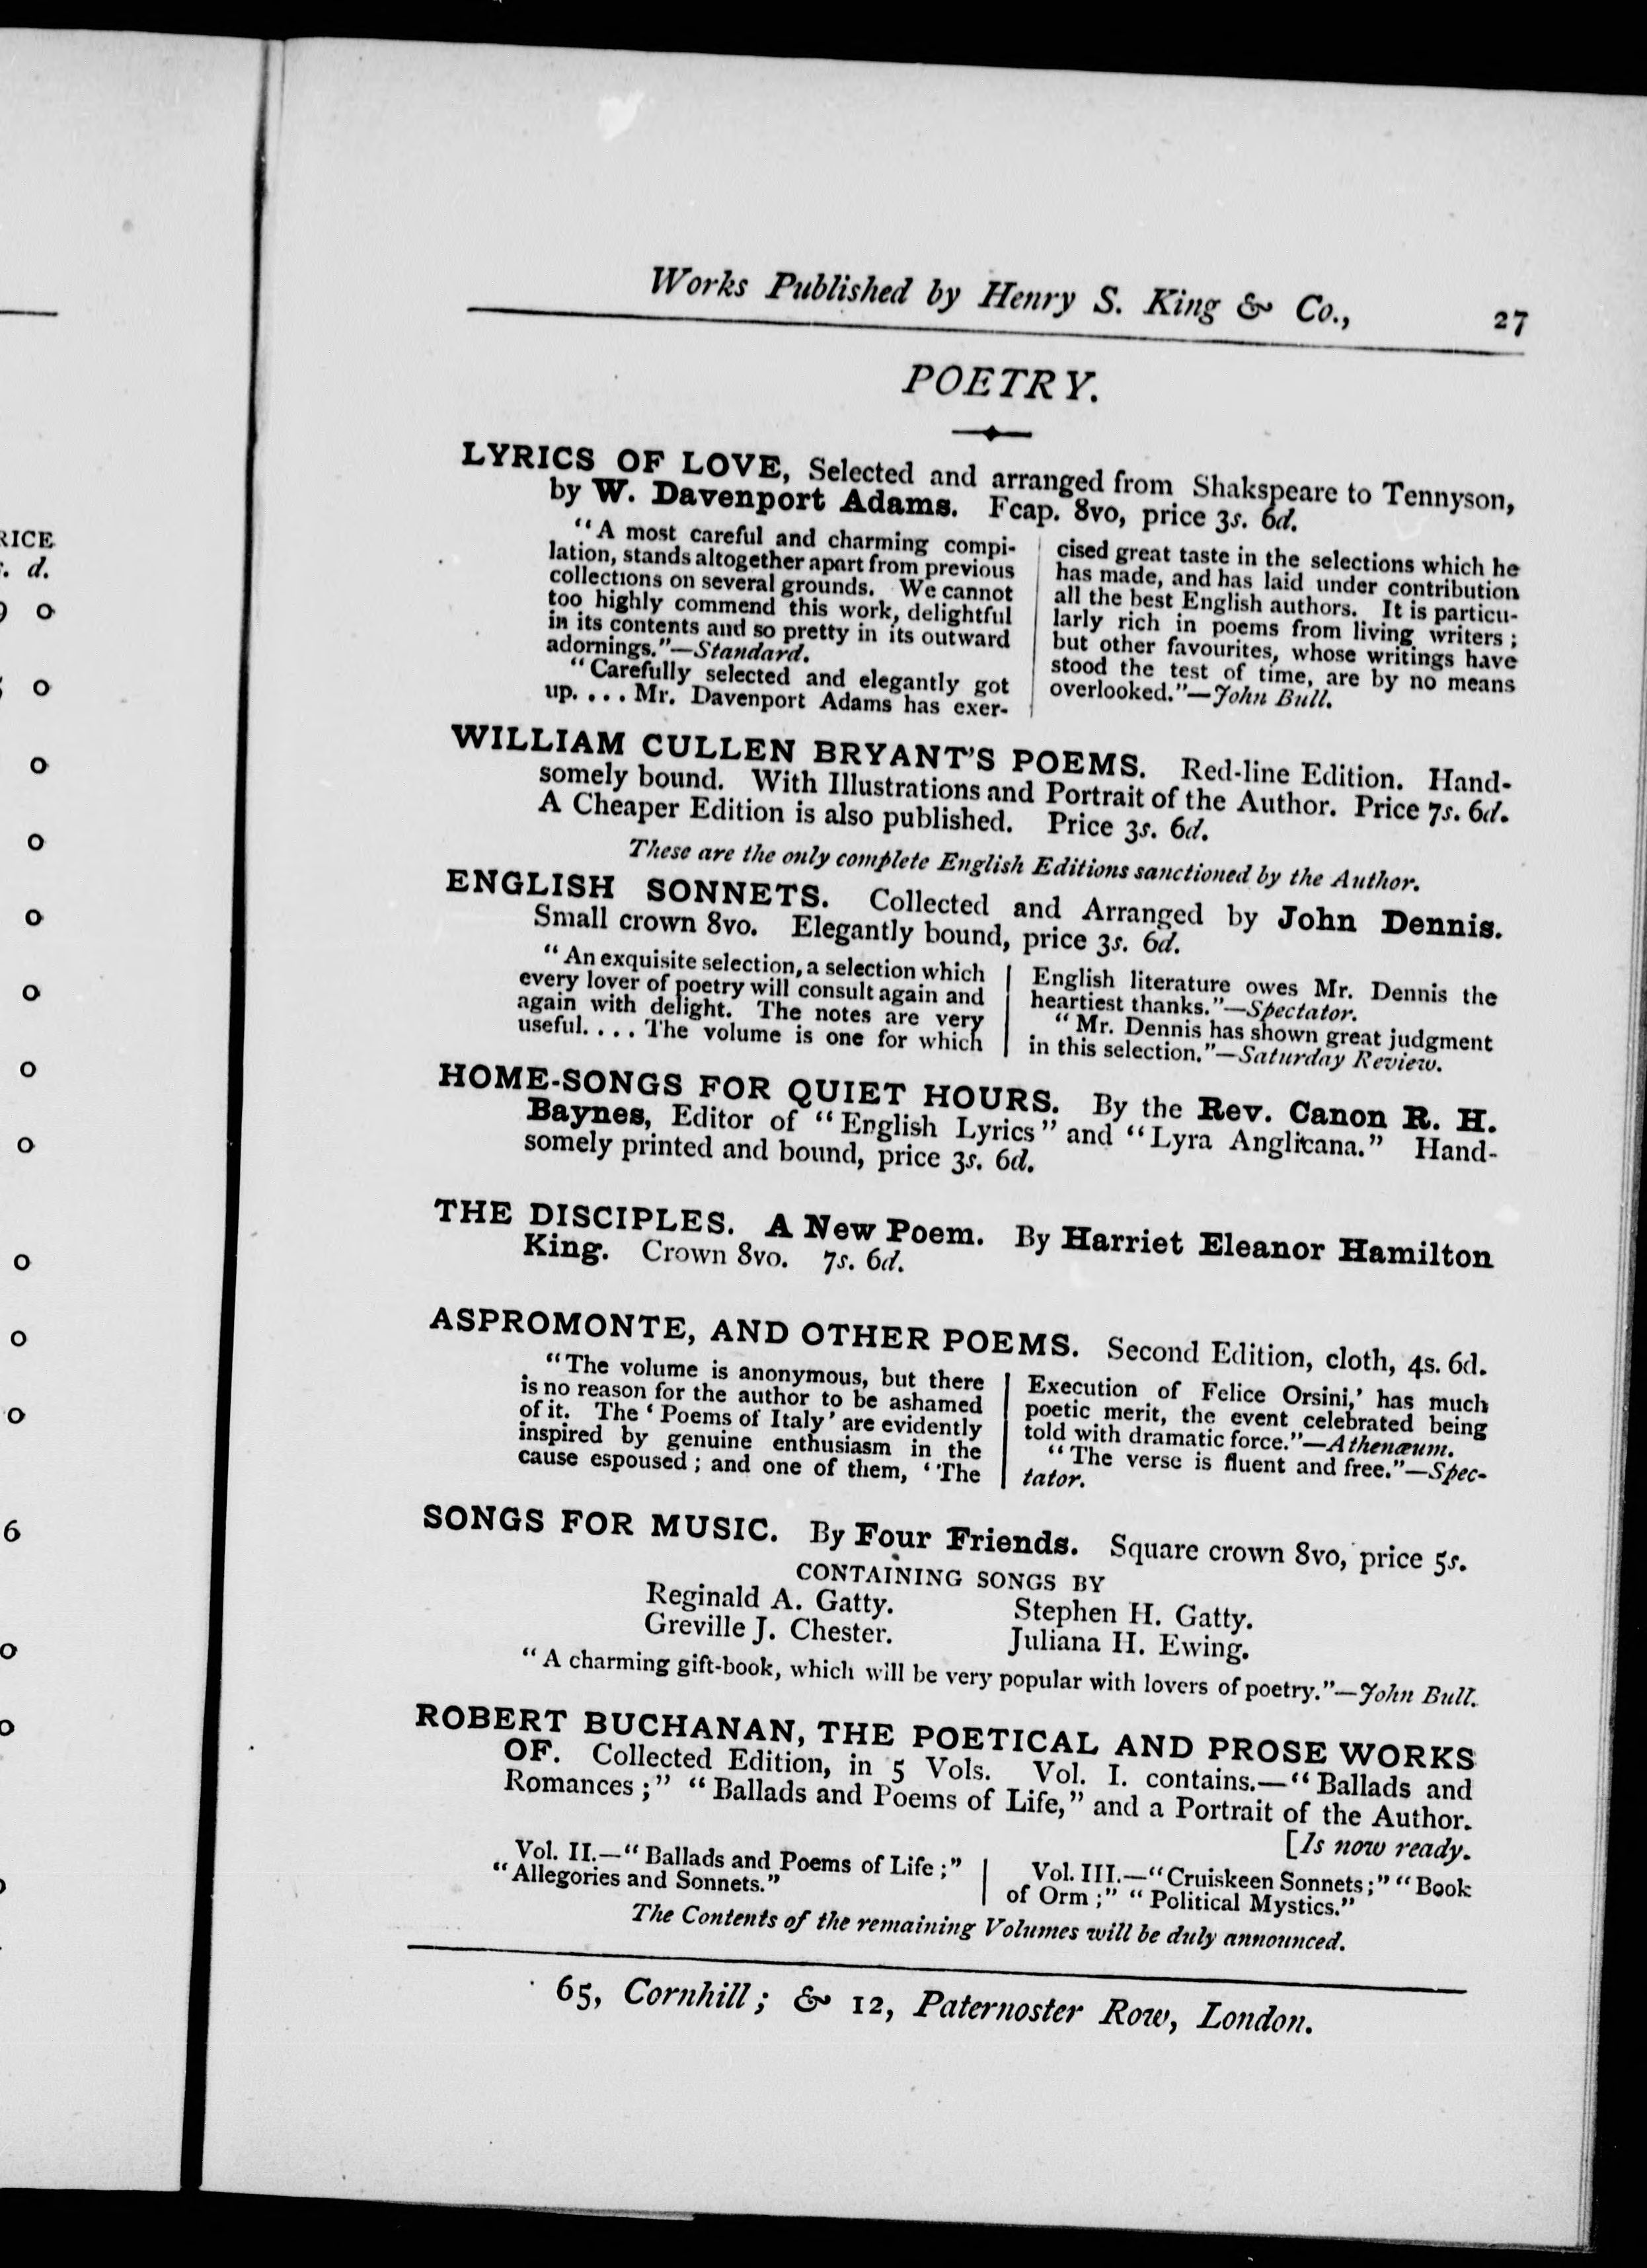 RICE
s. d.
9 0
5 0
0
0
0
0
0
0
0
0
0
6
0
0
Works Published by Henry S. King & Co., 27
POETRY.
LYRICS OF LOVE, Selected and arranged from Shakspeare to Tennyson,
by W. Davenport Adams. Fcap. 8vo, price 3s. 6d.
"A most careful and charming compi-
lation, stands altogether apart from previous
collections on several grounds. We cannot
too highly commend this work, delightful
in its contents and so pretty in its outward
adornings."—Standard.
"Carefully selected and elegantly got
up. . . . Mr. Davenport Adams has exer-
cised great taste in the selections which he
has made, and has laid under contribution
all the best English authors. It is particu-
larly rich in poems from living writers;
but other favourites, whose writings have
stood the test of time, are by no means
overlooked."—John Bull.
WILLIAM CULLEN BRYANT'S POEMS. Red-line Edition. Hand-
somely bound. With Illustrations and Portrait of the Author. Price 7s. 6d.
A Cheaper Edition is also published. Price 3s. 6d.
These are the only complete English Editions sanctioned by the Author.
ENGLISH SONNETS. Collected and Arranged by John Dennis.
Small crown 8vo. Elegantly bound, price 3s. 6d.
"An exquisite selection, a selection which
every lover of poetry will consult again and
again with delight. The notes are very
useful. . . . The volume is one for which
English literature owes Mr. Dennis the
heartiest thanks."—Spectator.
"Mr. Dennis has shown great judgment
in this selection."—Saturday Review.
HOME-SONGS FOR QUIET HOURS. By the Rev. Canon R. H.
Baynes, Editor of "English Lyrics" and "Lyra Anglicana." Hand-
somely printed and bound, price 3s. 6d.
THE DISCIPLES. A New Poem. By Harriet Eleanor Hamilton
King. Crown 8vo. 7s. 6d.
ASPROMONTE, AND OTHER POEMS. Second Edition, cloth, 4s. 6d.
"The volume is anonymous, but there
is no reason for the author to be ashamed
of it. The 'Poems of Italy' are evidently
inspired by genuine enthusiasm in the
cause espoused; and one of them, 'The
Execution of Felice Orsini,' has much
poetic merit, the event celebrated being
told with dramatic force."—Athenæum.
"The verse is fluent and free."—Spec-
tator.
SONGS FOR MUSIC. By Four Friends. Square crown 8vo, price 5s.
CONTAINING SONGS BY
Reginald A. Gatty. Stephen H. Gatty.
Greville J. Chester. Juliana H. Ewing.
"A charming gift-book, which will be very popular with lovers of poetry."—John Bull.
ROBERT BUCHANAN, THE POETICAL AND PROSE WORKS
OF. Collected Edition, in 5 Vols. Vol. I. contains.—"Ballads and
Romances;" "Ballads and Poems of Life," and a Portrait of the Author.
[Is now ready.
Vol. II.—"Ballads and Poems of Life;"
"Allegories and Sonnets."
Vol. III.—"Cruiskeen Sonnets;" "Book
of Orm;" "Political Mystics."
The Contents of the remaining Volumes will be duly announced.
65, Cornhill; & 12, Paternoster Row, London.